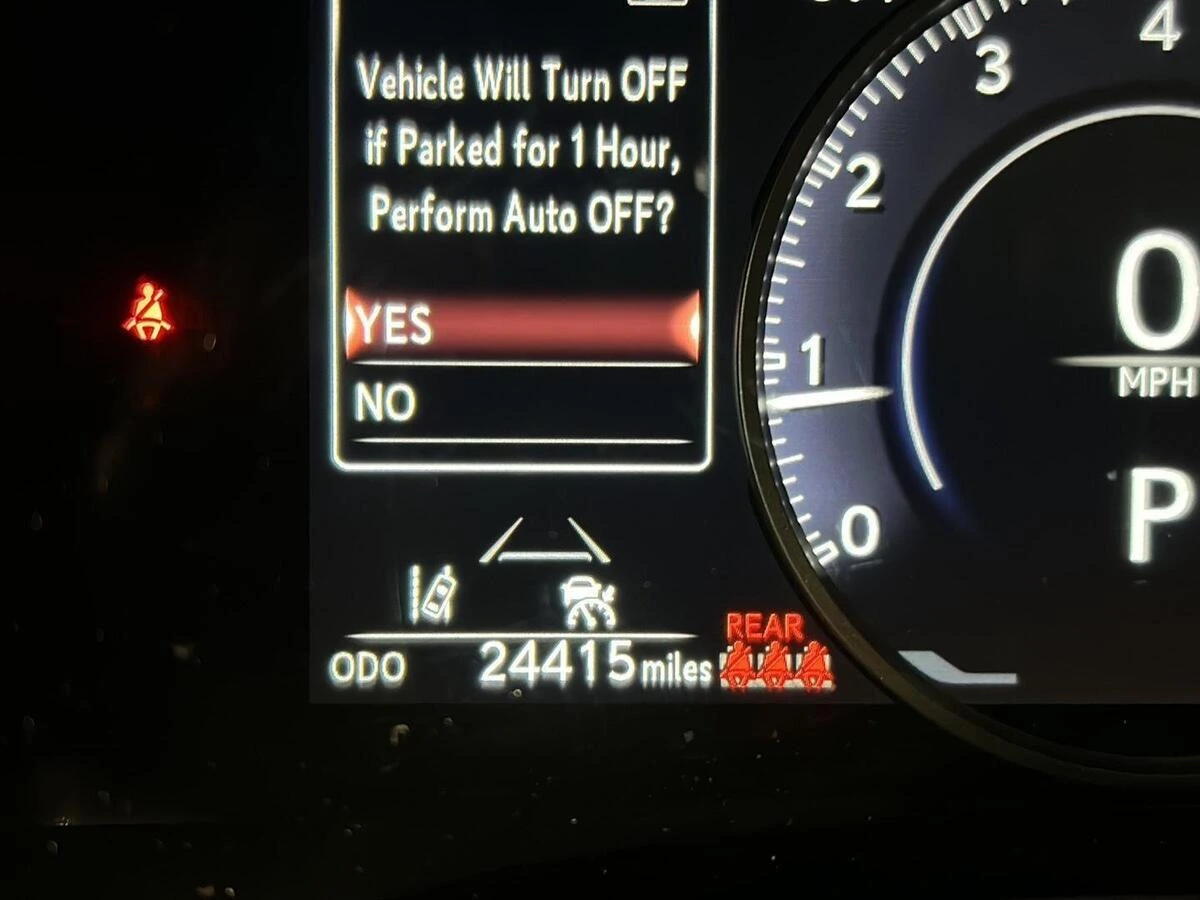 Vehicle Will Turn OFF
if Parked for 1 Hour,
Perform Auto OFF?
YES
NO
ODO 24415 miles
REAR
4
3
2
1
0
0
MPH
P